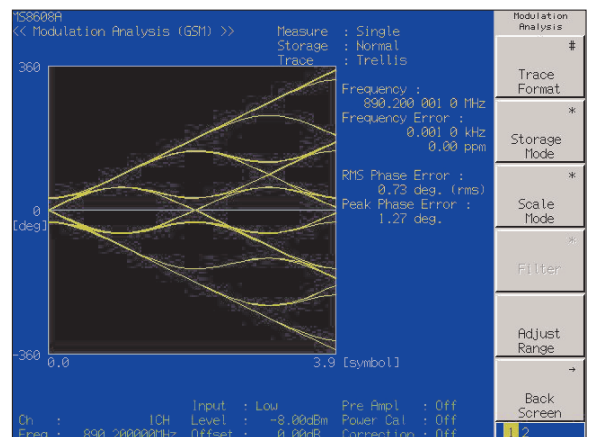 MS8608A
<< Modulation Analysis (GSM) >>
Measure : Single
Storage : Normal
Trace : Trellis
360
0
[deg]
-360
0.0
3.9 [symbol]
Frequency :
890.200 001 0 MHz
Frequency Error :
0.001 0 kHz
0.00 ppm
RMS Phase Error :
0.73 deg. (rms)
Peak Phase Error :
1.27 deg.
Input : Low
Pre Ampl : Off
Ch : 1CH
Level : -8.00dBm
Power Cal : Off
Freq : 890.200000MHz
Offset : 0.00dB
Correction : Off
Modulation
Analysis
#
Trace
Format
*
Storage
Mode
*
Scale
Mode
*
Filter
Adjust
Range
→
Back
Screen
1 2